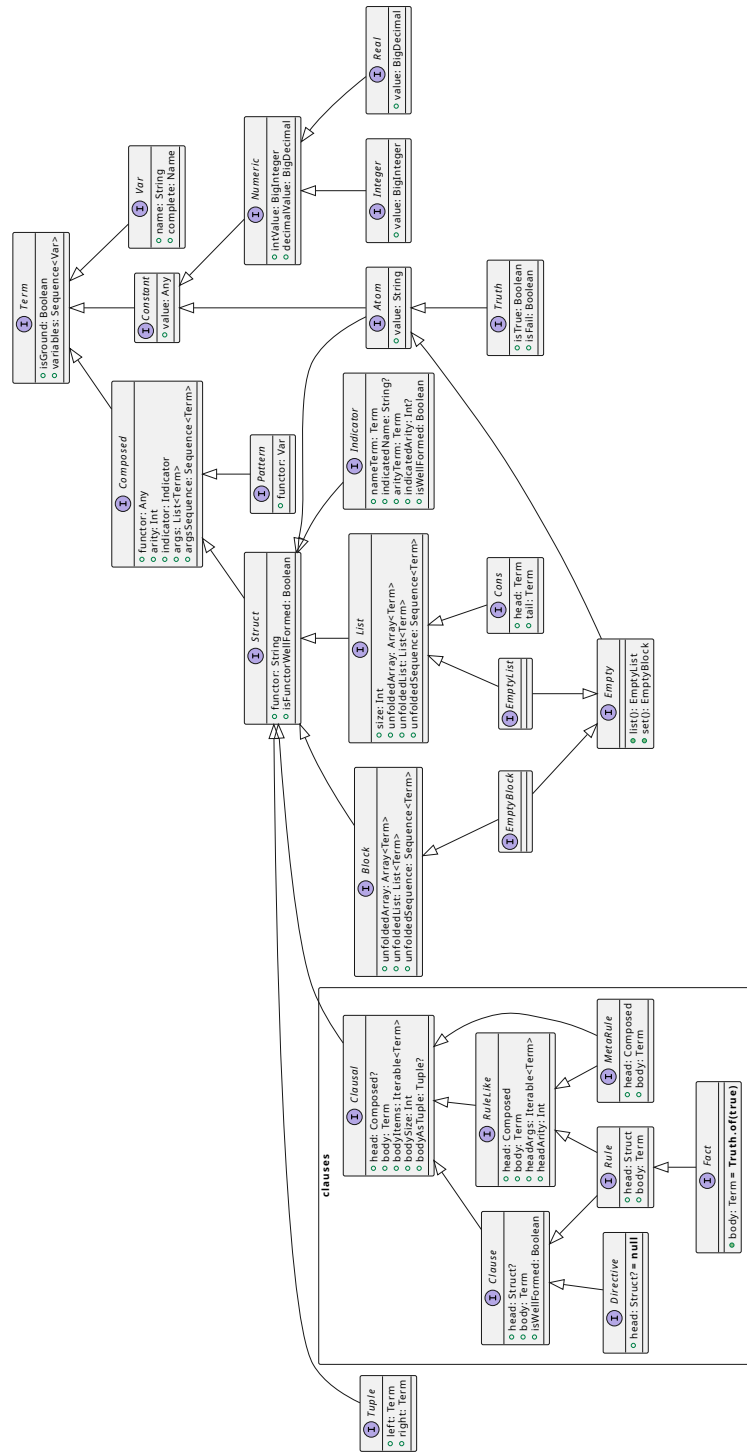 I Term
isGround: Boolean
variables: Sequence<Var>
I Var
name: String
complete: Name
I Constant
value: Any
I Composed
functor: Any
arity: Int
indicator: Indicator
args: List<Term>
argsSequence: Sequence<Term>
I Numeric
intValue: BigInteger
decimalValue: BigDecimal
I Pattern
functor: Var
I Struct
functor: String
isFunctorWellFormed: Boolean
I Real
value: BigDecimal
I Integer
value: BigInteger
I Atom
value: String
I Indicator
nameTerm: Term
indicatedName: String?
arityTerm: Term
indicatedArity: Int?
isWellFormed: Boolean
I List
size: Int
unfoldedArray: Array<Term>
unfoldedList: List<Term>
unfoldedSequence: Sequence<Term>
I Block
unfoldedArray: Array<Term>
unfoldedList: List<Term>
unfoldedSequence: Sequence<Term>
I Truth
isTrue: Boolean
isFail: Boolean
I Cons
head: Term
tail: Term
I EmptyList
I EmptyBlock
I Empty
list(): EmptyList
set(): EmptyBlock
clauses
I Clausal
head: Composed?
body: Term
bodyItems: Iterable<Term>
bodySize: Int
bodyAsTuple: Tuple?
I RuleLike
head: Composed
body: Term
headArgs: Iterable<Term>
headArity: Int
I MetaRule
head: Composed
body: Term
I Clause
head: Struct?
body: Term
isWellFormed: Boolean
I Rule
head: Struct
body: Term
I Directive
head: Struct? = null
I Fact
body: Term = Truth.of(true)
I Tuple
left: Term
right: Term